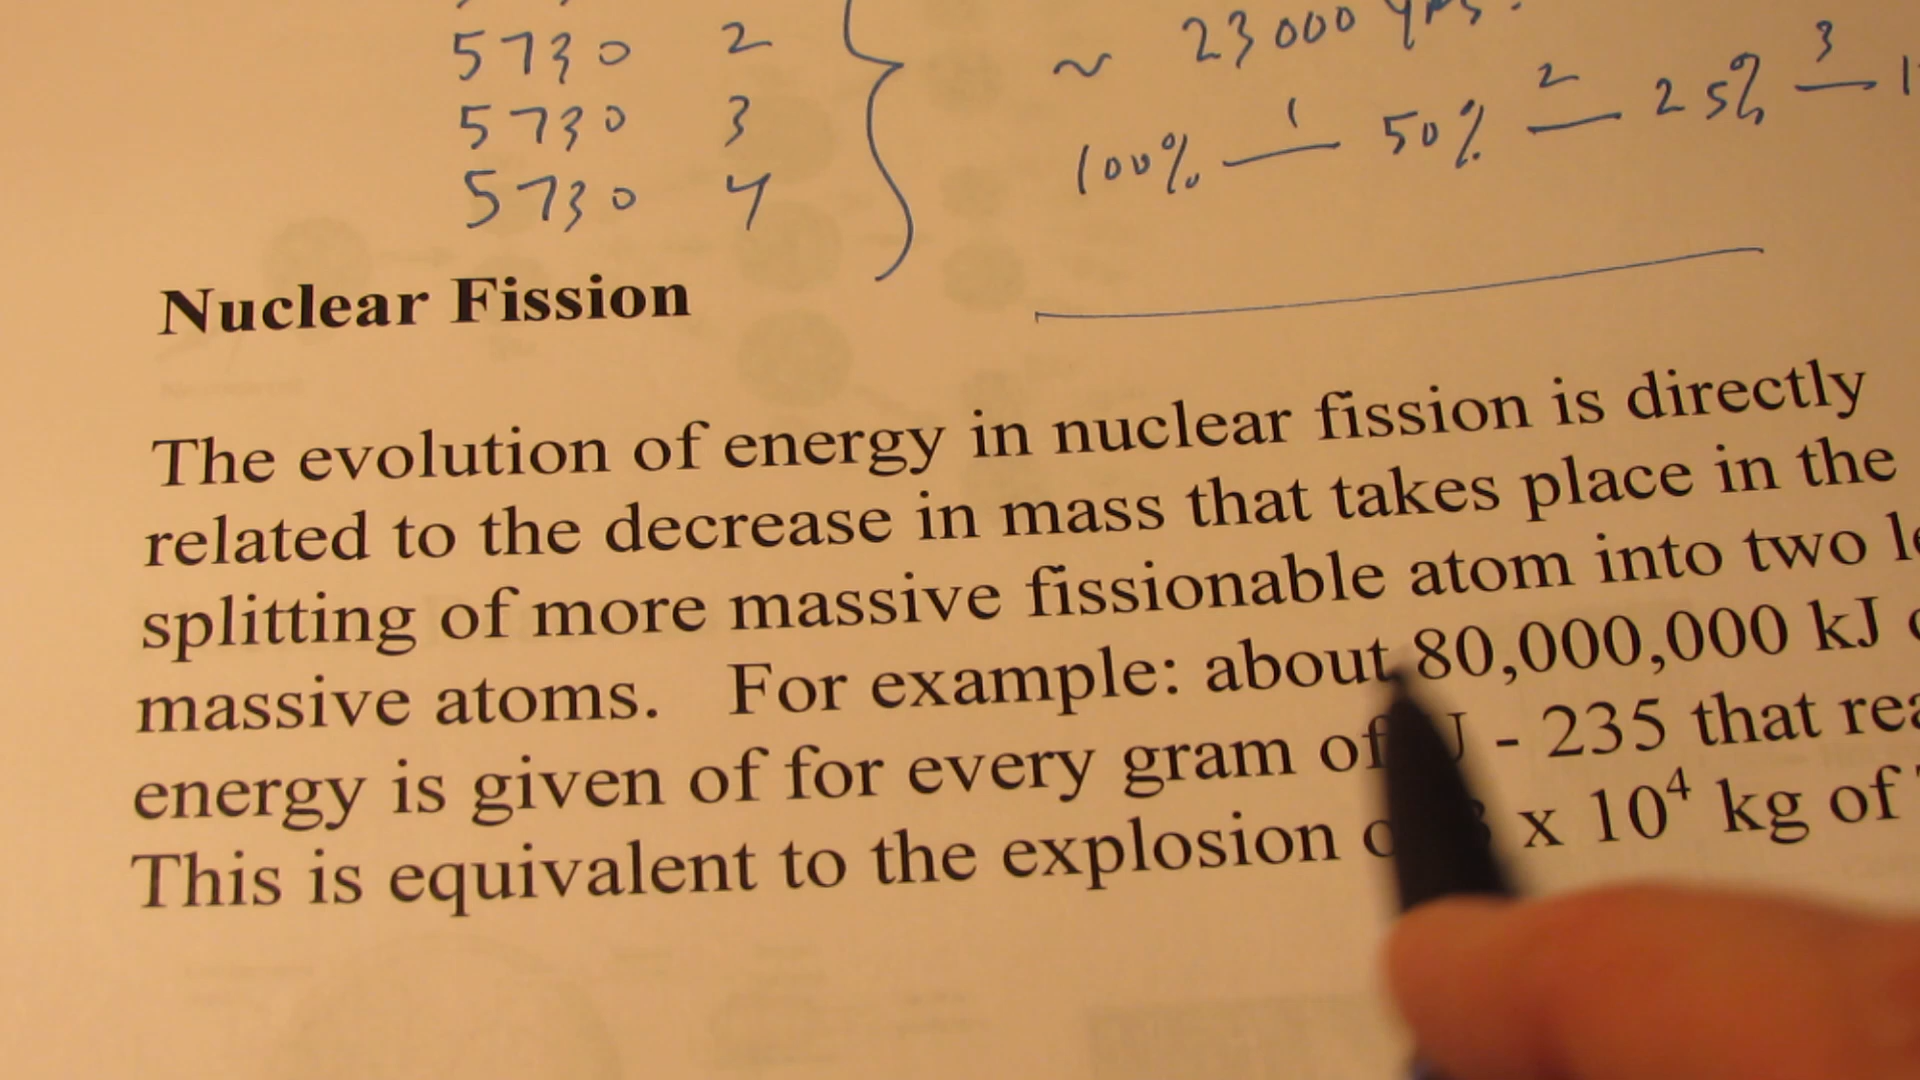 5730 2
~ 23000 yrs.
5730 3
100% 1 50% 2 25% 3
5730 4
Nuclear Fission
The evolution of energy in nuclear fission is directly
related to the decrease in mass that takes place in the
splitting of more massive fissionable atom into two
massive atoms. For example: about 80,000,000 kJ
energy is given of for every gram of - 235 that
This is equivalent to the explosion x 10⁴ kg of